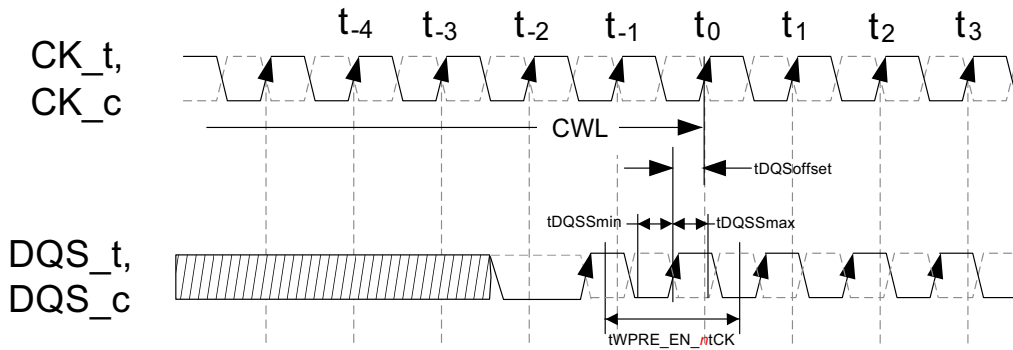 t-4 t-3 t-2 t-1 t0 t1 t2 t3
CK_t,
CK_c
CWL
tDQSoffset
tDQSSmin tDQSSmax
DQS_t,
DQS_c
tWPRE_EN_ntCK